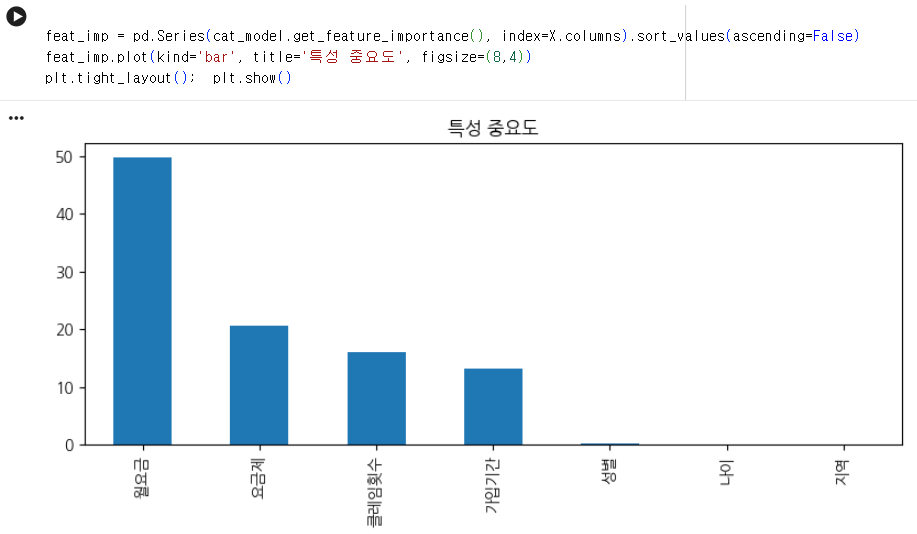 feat_imp = pd.Series(cat_model.get_feature_importance(), index=X.columns).sort_values(ascending=False)
feat_imp.plot(kind='bar', title='특성 중요도', figsize=(8,4))
plt.tight_layout();  plt.show()
특성 중요도
50
40
30
20
10
0
월요금
요금제
클레임횟수
가입기간
성별
나이
지역